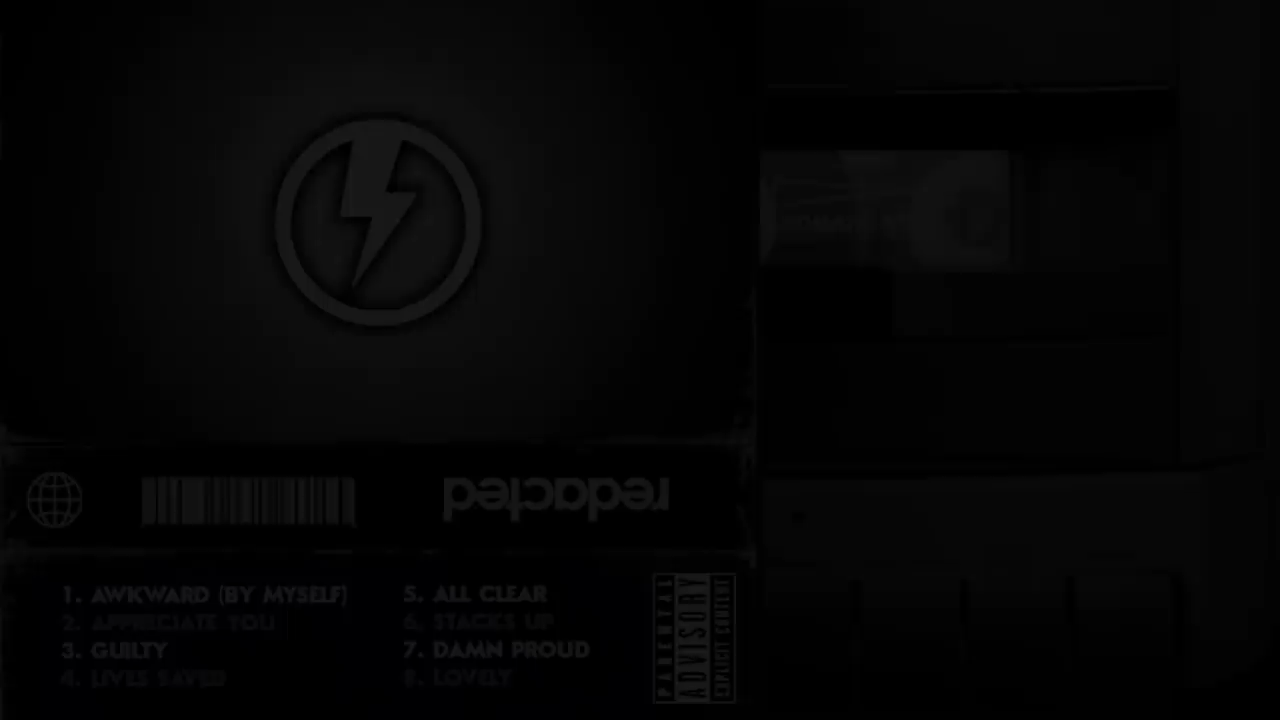 redacted
1. AWKWARD (BY MYSELF)
2. APPRECIATE YOU
3. GUILTY
4. LIVES SAVED
5. ALL CLEAR
6. STACKS UP
7. DAMN PROUD
8. LOVELY
PARENTAL
ADVISORY
EXPLICIT CONTENT